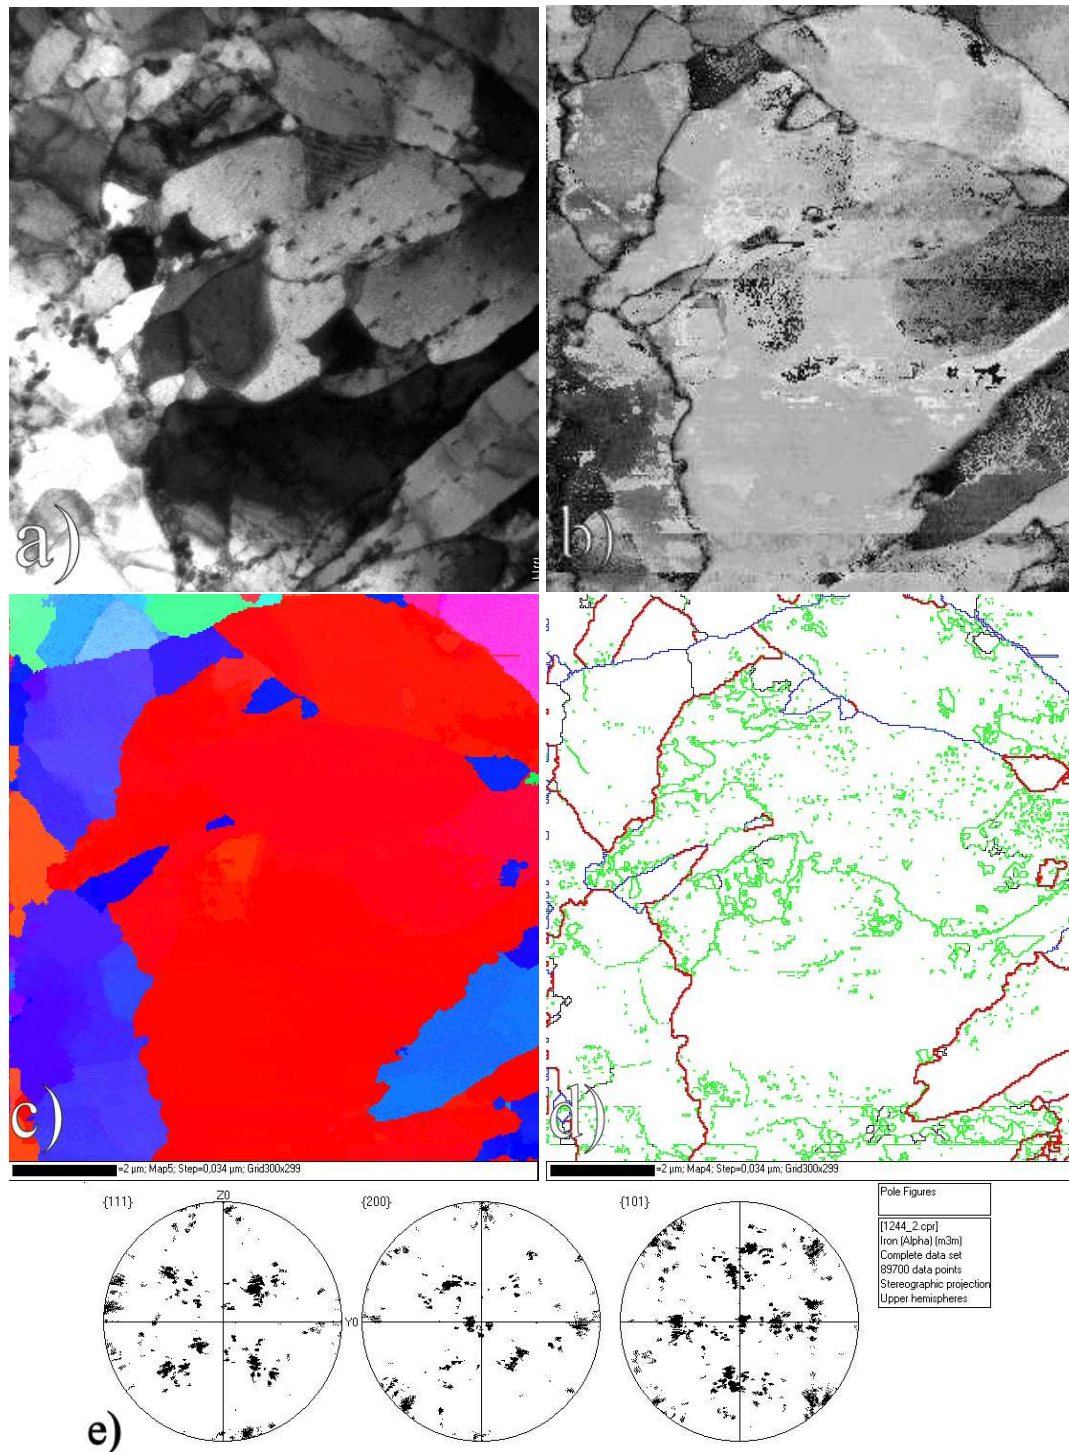 a)
b)
c)
d)
=2 µm; Map5; Step=0,034 µm; Grid300x299
=2 µm; Map4; Step=0,034 µm; Grid300x299
{111}
Z0
{200}
{101}
Y0
Pole Figures
[1244_2.cpr]
Iron (Alpha) (m3m)
Complete data set
89700 data points
Stereographic projection
Upper hemispheres
e)